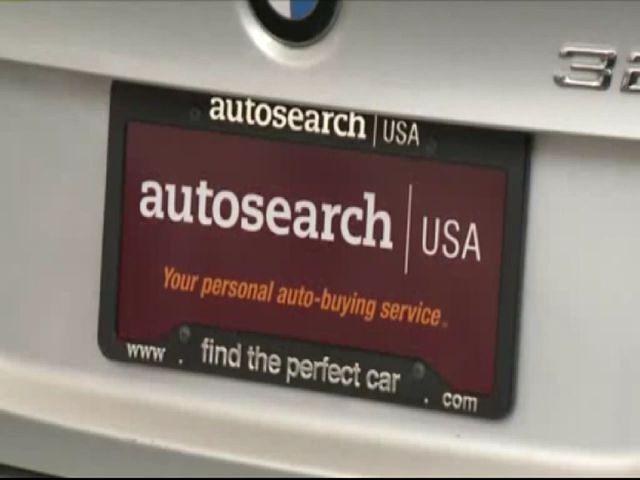 autosearch | USA
autosearch | USA
Your personal auto-buying service.
www . find the perfect car . com